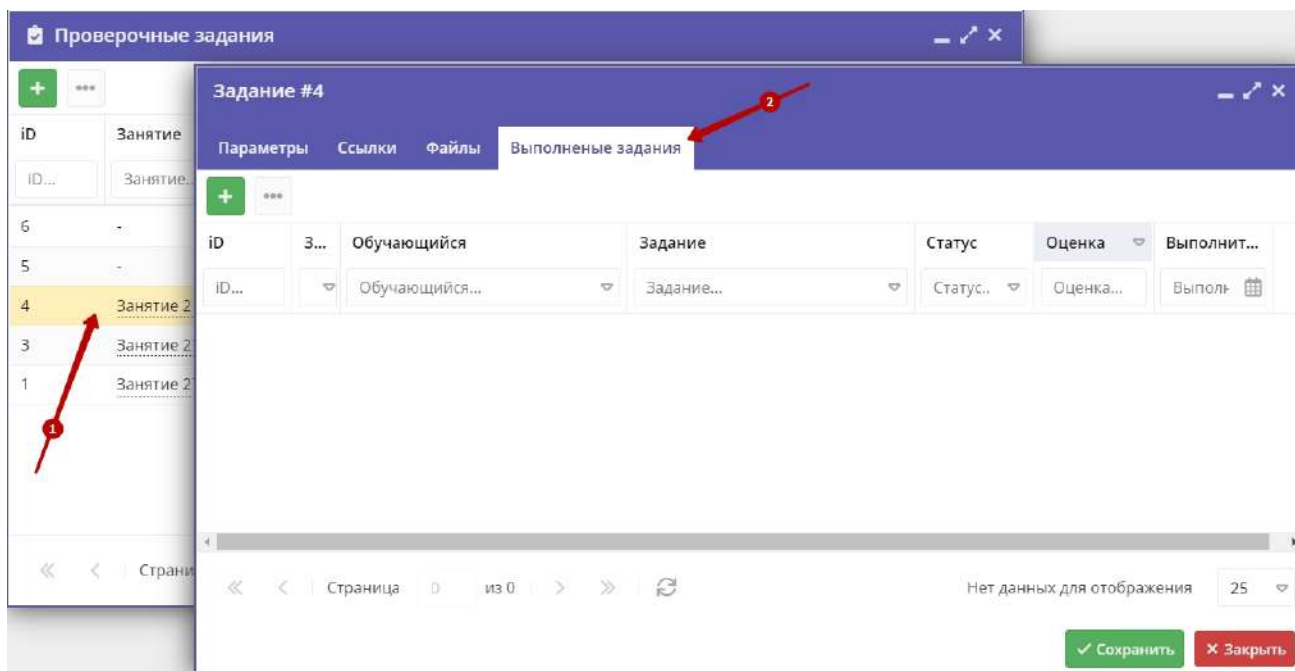 Проверочные задания
iD
Занятие
iD...
Занятие...
6 -
5 -
4 Занятие 2
3 Занятие 2
1 Занятие 27
Страни
1
Задание #4
2
Параметры Ссылки Файлы Выполненые задания
iD З... Обучающийся Задание Статус Оценка Выполнит...
iD... Обучающийся... Задание... Статус.. Оценка... Выполн
Страница 0 из 0
Нет данных для отображения 25
Сохранить Закрыть